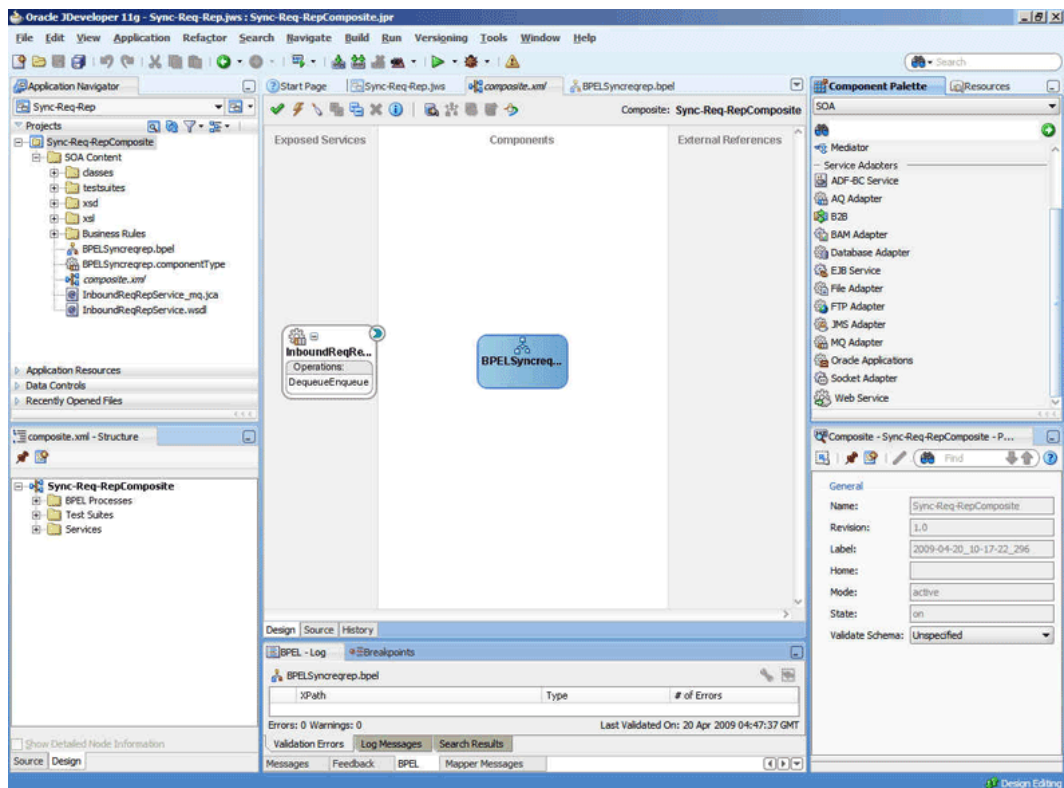 Oracle JDeveloper 11g - Sync-Req-Rep.jws : Sync-Req-RepComposite.jpr
File Edit View Application Refactor Search Navigate Build Run Versioning Tools Window Help
Search
Application Navigator
Sync-Req-Rep
Projects
Sync-Req-RepComposite
SOA Content
classes
testsuites
xsd
xsl
Business Rules
BPELSyncreqrep.bpel
BPELSyncreqrep.componentType
composite.xml
InboundReqRepService_mq.jca
InboundReqRepService.wsdl
Application Resources
Data Controls
Recently Opened Files
composite.xml - Structure
Sync-Req-RepComposite
BPEL Processes
Test Suites
Services
Show Detailed Node Information
Source Design
Start Page Sync-Req-Rep.jws composite.xml BPELSyncreqrep.bpel
Composite: Sync-Req-RepComposite
Exposed Services Components External References
InboundReqRe...
Operations:
DequeueEnqueue
BPELSyncreq...
Design Source History
BPEL - Log Breakpoints
BPELSyncreqrep.bpel
XPath Type # of Errors
Errors: 0 Warnings: 0 Last Validated On: 20 Apr 2009 04:47:37 GMT
Validation Errors Log Messages Search Results
Messages Feedback BPEL Mapper Messages
Component Palette Resources
SOA
Mediator
Service Adapters
ADF-BC Service
AQ Adapter
B2B
BAM Adapter
Database Adapter
EJB Service
File Adapter
FTP Adapter
JMS Adapter
MQ Adapter
Oracle Applications
Socket Adapter
Web Service
Composite - Sync-Req-RepComposite - P...
Find
General
Name: Sync-Req-RepComposite
Revision: 1.0
Label: 2009-04-20_10-17-22_296
Home:
Mode: active
State: on
Validate Schema: Unspecified
Design Editing